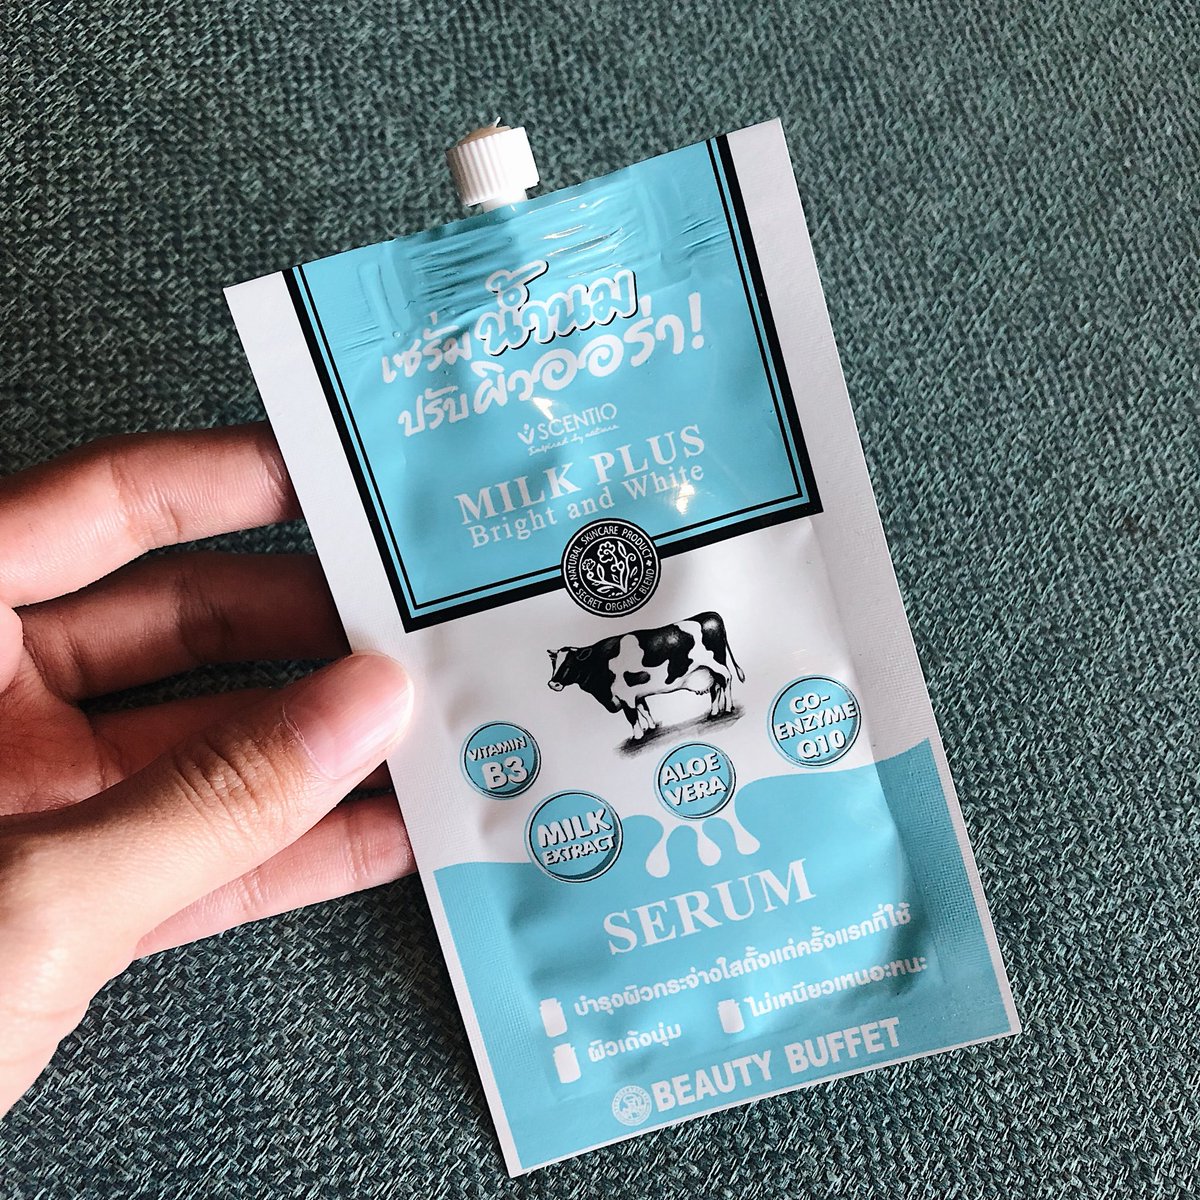 เซรั่มน้ำนม
ปรับผิวออร่า!
SCENTIO
Inspired by nature
MILK PLUS
Bright and White
NATURAL SKINCARE PRODUCT
SECRET ORGANIC BLEND
VITAMIN
B3
MILK
EXTRACT
ALOE
VERA
CO-
ENZYME
Q10
SERUM
บำรุงผิวกระจ่างใสตั้งแต่ครั้งแรกที่ใช้
ผิวเด้งนุ่ม
ไม่เหนียวเหนอะหนะ
BEAUTY BUFFET